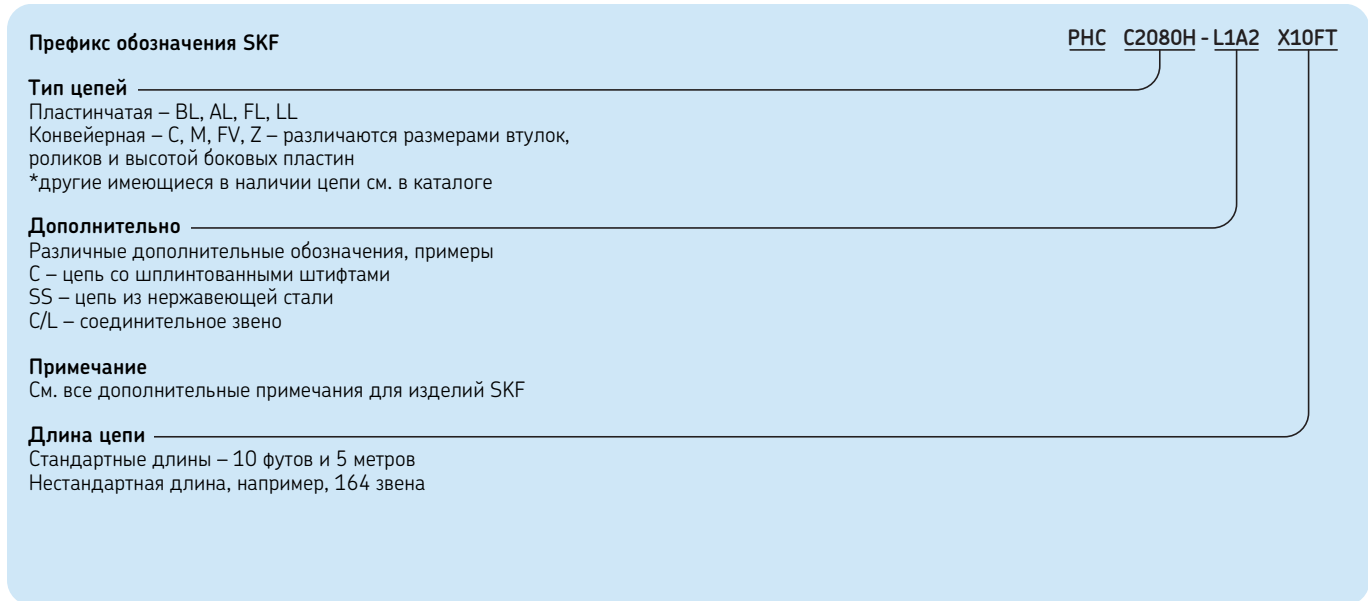 Префикс обозначения SKF
PHC C2080H - L1A2 X10FT
Тип цепей
Пластинчатая – BL, AL, FL, LL
Конвейерная – C, M, FV, Z – различаются размерами втулок,
роликов и высотой боковых пластин
*другие имеющиеся в наличии цепи см. в каталоге
Дополнительно
Различные дополнительные обозначения, примеры
C – цепь со шплинтованными штифтами
SS – цепь из нержавеющей стали
C/L – соединительное звено
Примечание
См. все дополнительные примечания для изделий SKF
Длина цепи
Стандартные длины – 10 футов и 5 метров
Нестандартная длина, например, 164 звена